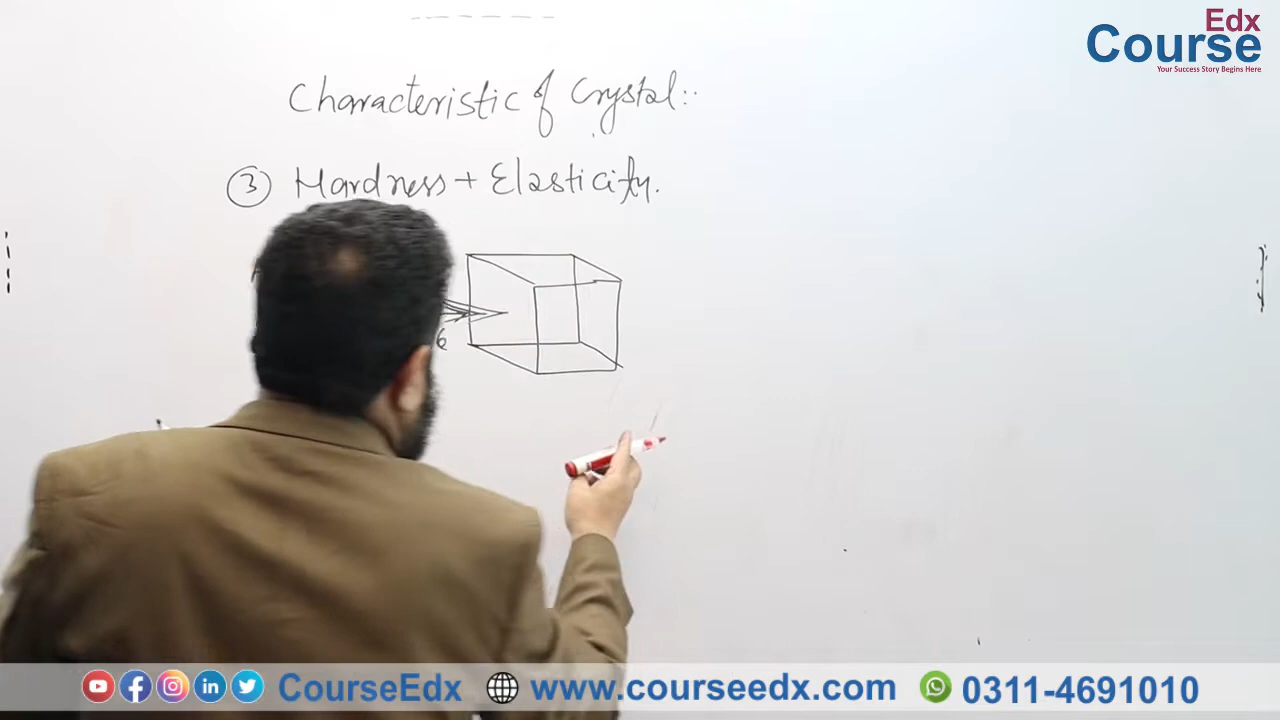 Edx
Course
Your Success Story Begins Here
Characteristic of Crystal:.
③ Hardness + Elasticity.
6
CourseEdx www.courseedx.com 0311-4691010